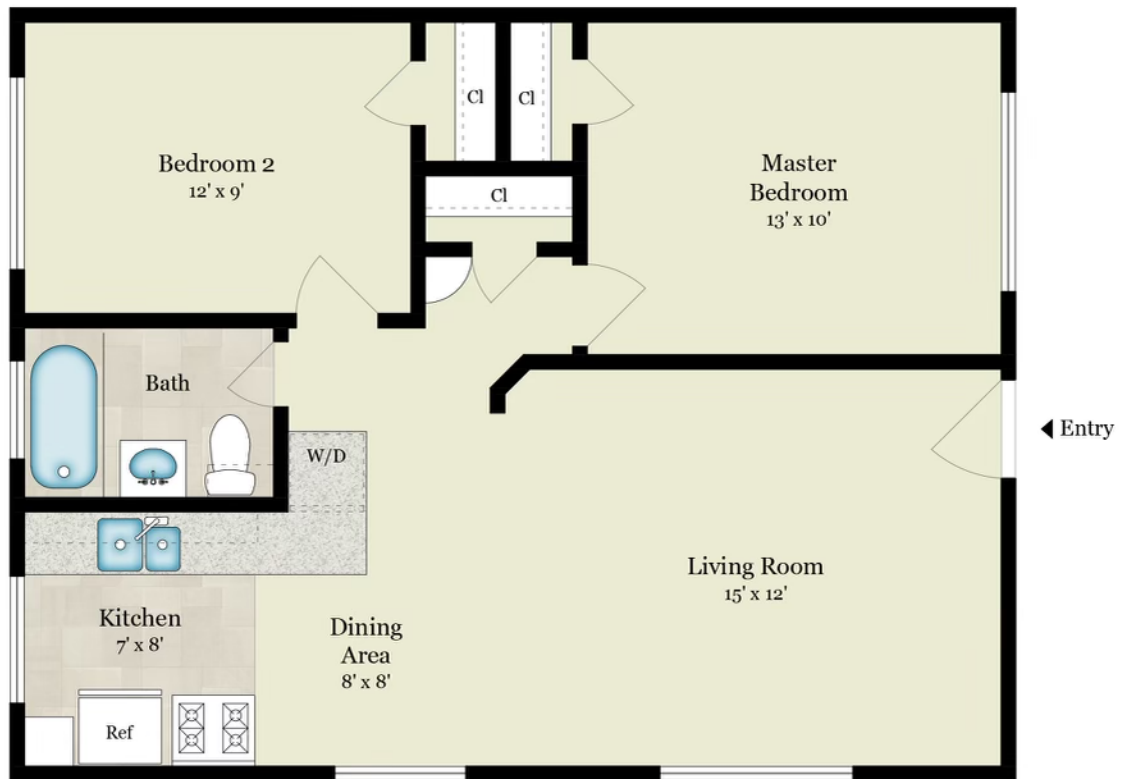 Cl
Cl
Bedroom 2
12' x 9'
Master
Bedroom
13' x 10'
Cl
Bath
Entry
W/D
Living Room
15' x 12'
Kitchen
7' x 8'
Dining
Area
8' x 8'
Ref